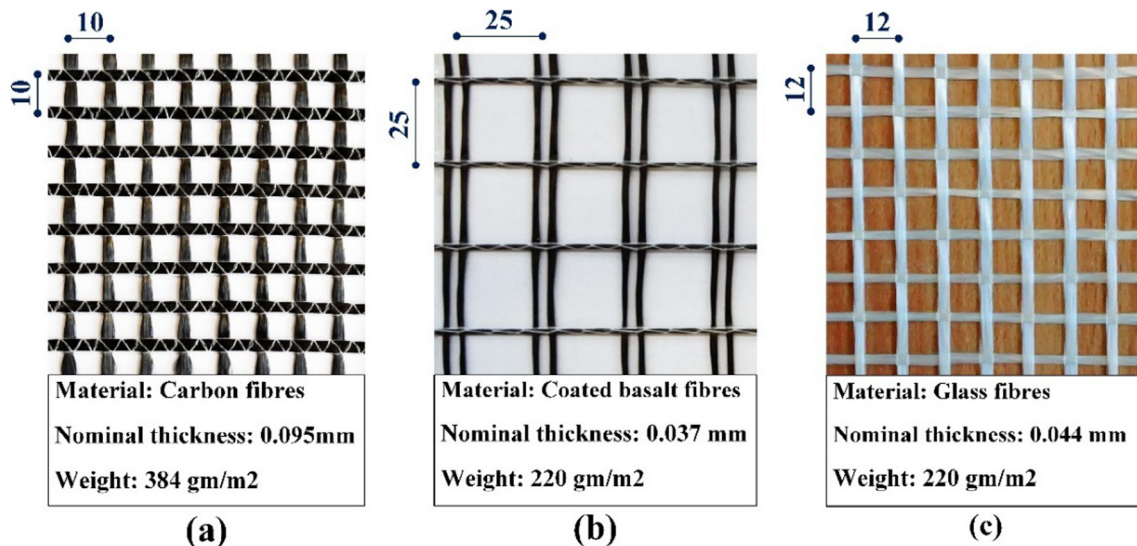 10
10
Material: Carbon fibres
Nominal thickness: 0.095mm
Weight: 384 gm/m2
(a)
25
25
Material: Coated basalt fibres
Nominal thickness: 0.037 mm
Weight: 220 gm/m2
(b)
12
12
Material: Glass fibres
Nominal thickness: 0.044 mm
Weight: 220 gm/m2
(c)